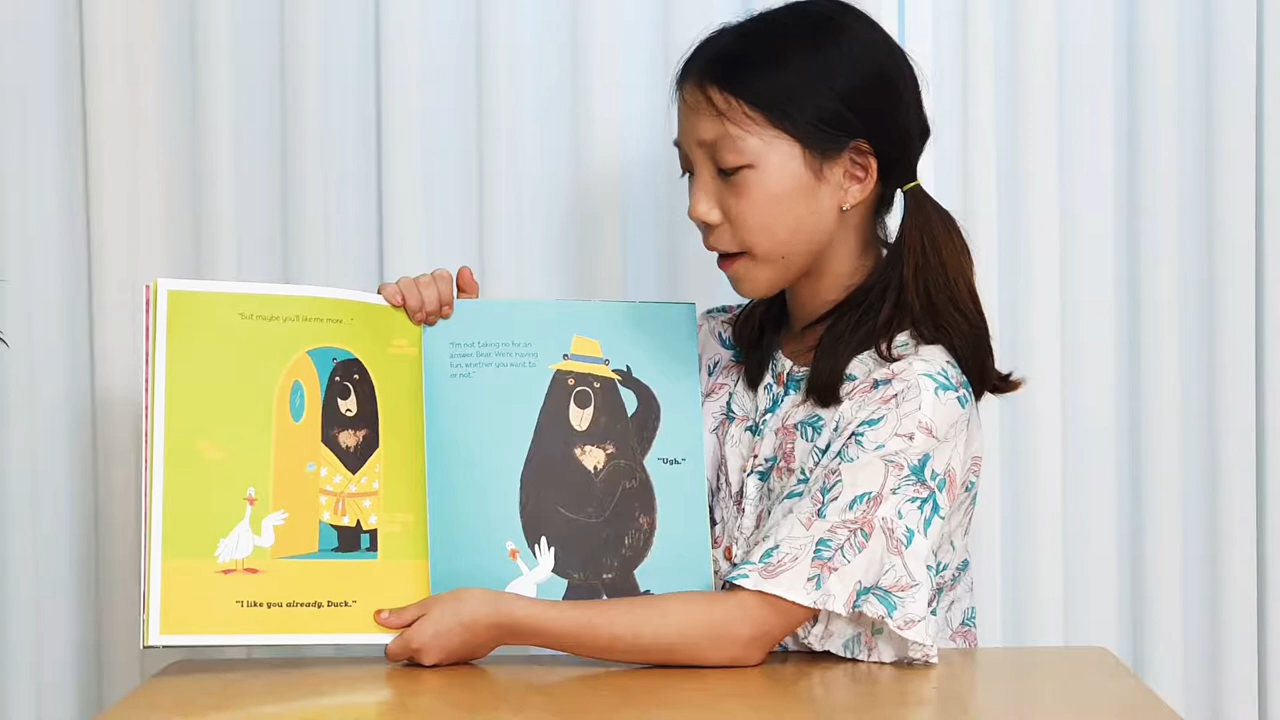 "But maybe you'll like me more..."
"I like you already, Duck."
"I'm not taking no for an
answer, Bear. We're having
fun, whether you want to
or not."
"Ugh."